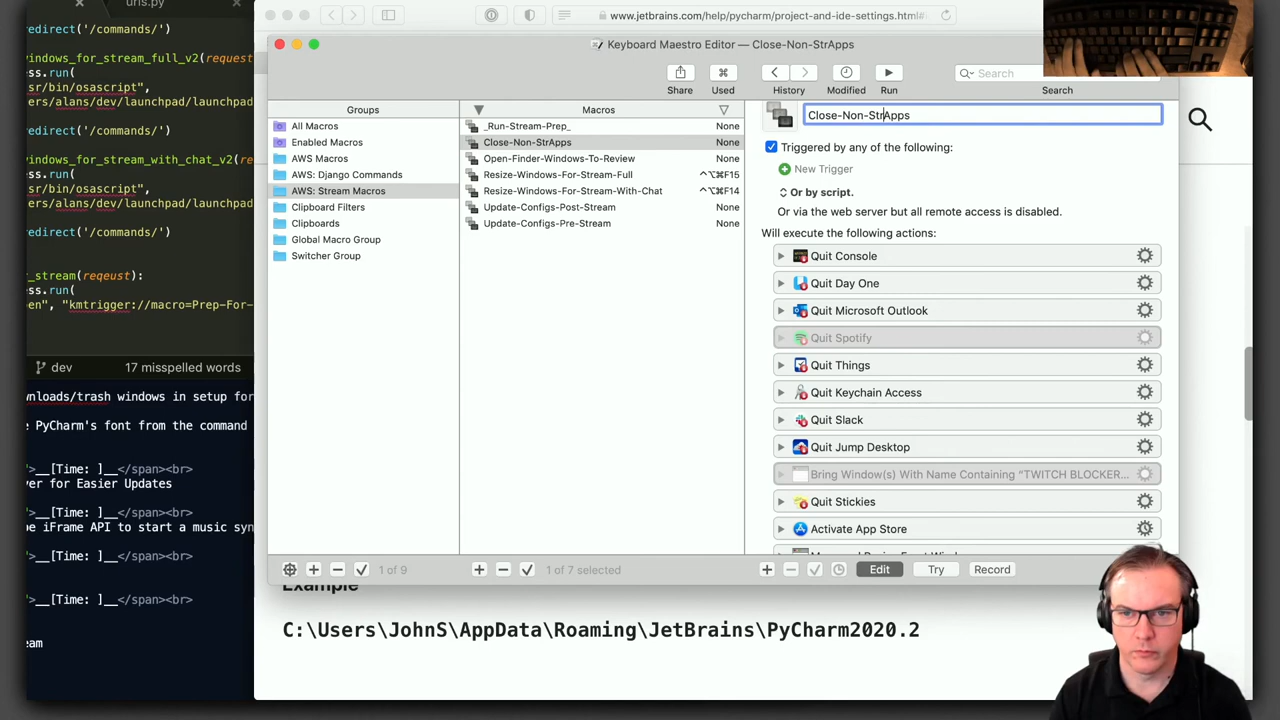 urls.py
www.jetbrains.com/help/pycharm/project-and-ide-settings.html#
redirect('/commands/')
Keyboard Maestro Editor — Close-Non-StrApps
windows_for_stream_full_v2(request
ss.run(
sr/bin/osascript",
ers/alans/dev/launchpad/launchpad
redirect('/commands/')
windows_for_stream_with_chat_v2(re
ss.run(
sr/bin/osascript",
ers/alans/dev/launchpad/launchpad
redirect('/commands/')
_stream(reqeust):
ss.run(
en", "kmtrigger://macro=Prep-For-
dev
17 misspelled words
wnloads/trash windows in setup for
e PyCharm's font from the command
">__[Time: ]__</span><br>
ver for Easier Updates
">__[Time: ]__</span><br>
be iFrame API to start a music syn
">__[Time: ]__</span><br>
">__[Time: ]__</span><br>
eam
Share
Used
History
Modified
Run
Search
Search
Groups
All Macros
Enabled Macros
AWS Macros
AWS: Django Commands
AWS: Stream Macros
Clipboard Filters
Clipboards
Global Macro Group
Switcher Group
Macros
_Run-Stream-Prep_ None
Close-Non-StrApps None
Open-Finder-Windows-To-Review None
Resize-Windows-For-Stream-Full ^⌥⌘F15
Resize-Windows-For-Stream-With-Chat ^⌥⌘F14
Update-Configs-Post-Stream None
Update-Configs-Pre-Stream None
Close-Non-StrApps
Triggered by any of the following:
New Trigger
Or by script.
Or via the web server but all remote access is disabled.
Will execute the following actions:
Quit Console
Quit Day One
Quit Microsoft Outlook
Quit Spotify
Quit Things
Quit Keychain Access
Quit Slack
Quit Jump Desktop
Bring Window(s) With Name Containing “TWITCH BLOCKER...
Quit Stickies
Activate App Store
1 of 9
1 of 7 selected
Edit
Try
Record
Example
C:\Users\JohnS\AppData\Roaming\JetBrains\PyCharm2020.2